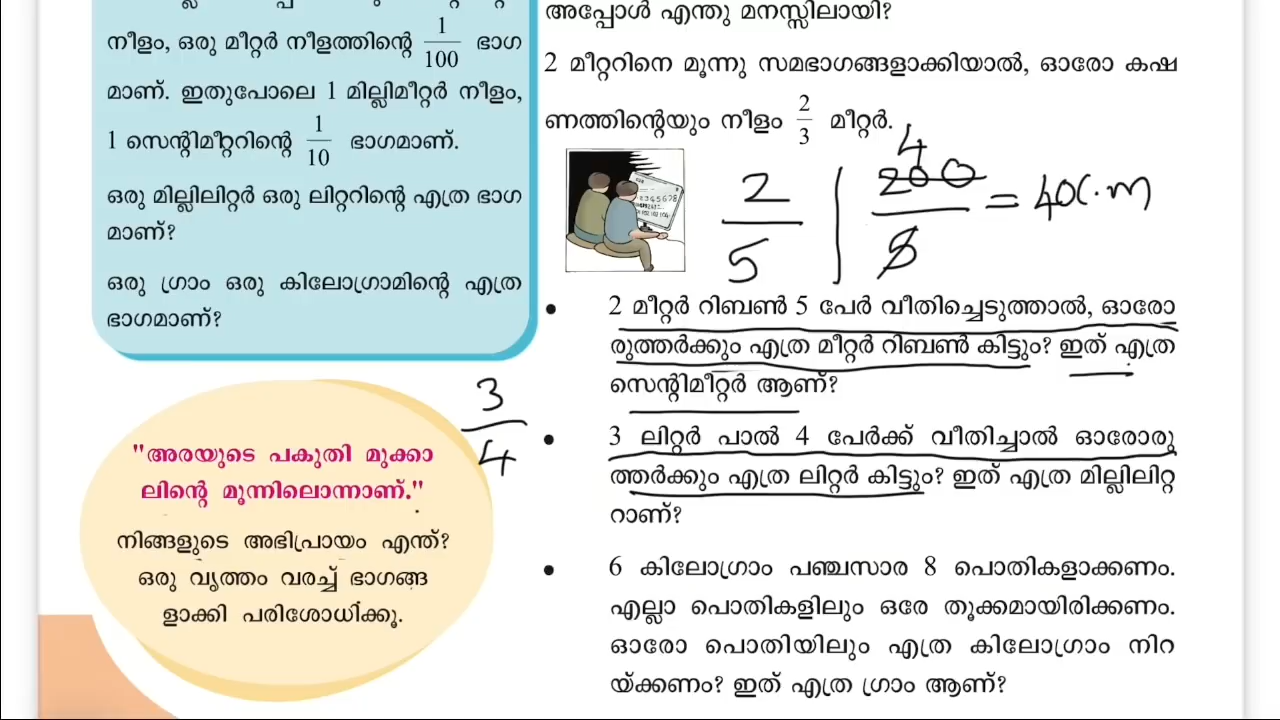 നീളം, ഒരു മീറ്റർ നീളത്തിന്റെ 1/100 ഭാഗ
മാണ്. ഇതുപോലെ 1 മില്ലിമീറ്റർ നീളം,
1 സെന്റിമീറ്ററിന്റെ 1/10 ഭാഗമാണ്.
ഒരു മില്ലിലിറ്റർ ഒരു ലിറ്ററിന്റെ എത്ര ഭാഗ
മാണ്?
ഒരു ഗ്രാം ഒരു കിലോഗ്രാമിന്റെ എത്ര
ഭാഗമാണ്?
"അരയുടെ പകുതി മുക്കാ
ലിന്റെ മൂന്നിലൊന്നാണ്."
നിങ്ങളുടെ അഭിപ്രായം എന്ത്?
ഒരു വൃത്തം വരച്ച് ഭാഗങ്ങ
ളാക്കി പരിശോധിക്കൂ.
അപ്പോൾ എന്തു മനസ്സിലായി?
2 മീറ്ററിനെ മൂന്നു സമഭാഗങ്ങളാക്കിയാൽ, ഓരോ കഷ
ണത്തിന്റെയും നീളം 2/3 മീറ്റർ.
2/5 | 200/5 = 40c.m
4
• 2 മീറ്റർ റിബൺ 5 പേർ വീതിച്ചെടുത്താൽ, ഓരോ
രുത്തർക്കും എത്ര മീറ്റർ റിബൺ കിട്ടും? ഇത് എത്ര
സെന്റിമീറ്റർ ആണ്?
3/4
• 3 ലിറ്റർ പാൽ 4 പേർക്ക് വീതിച്ചാൽ ഓരോരു
ത്തർക്കും എത്ര ലിറ്റർ കിട്ടും? ഇത് എത്ര മില്ലിലിറ്റ
റാണ്?
• 6 കിലോഗ്രാം പഞ്ചസാര 8 പൊതികളാക്കണം.
എല്ലാ പൊതികളിലും ഒരേ തൂക്കമായിരിക്കണം.
ഓരോ പൊതിയിലും എത്ര കിലോഗ്രാം നിറ
യ്ക്കണം? ഇത് എത്ര ഗ്രാം ആണ്?